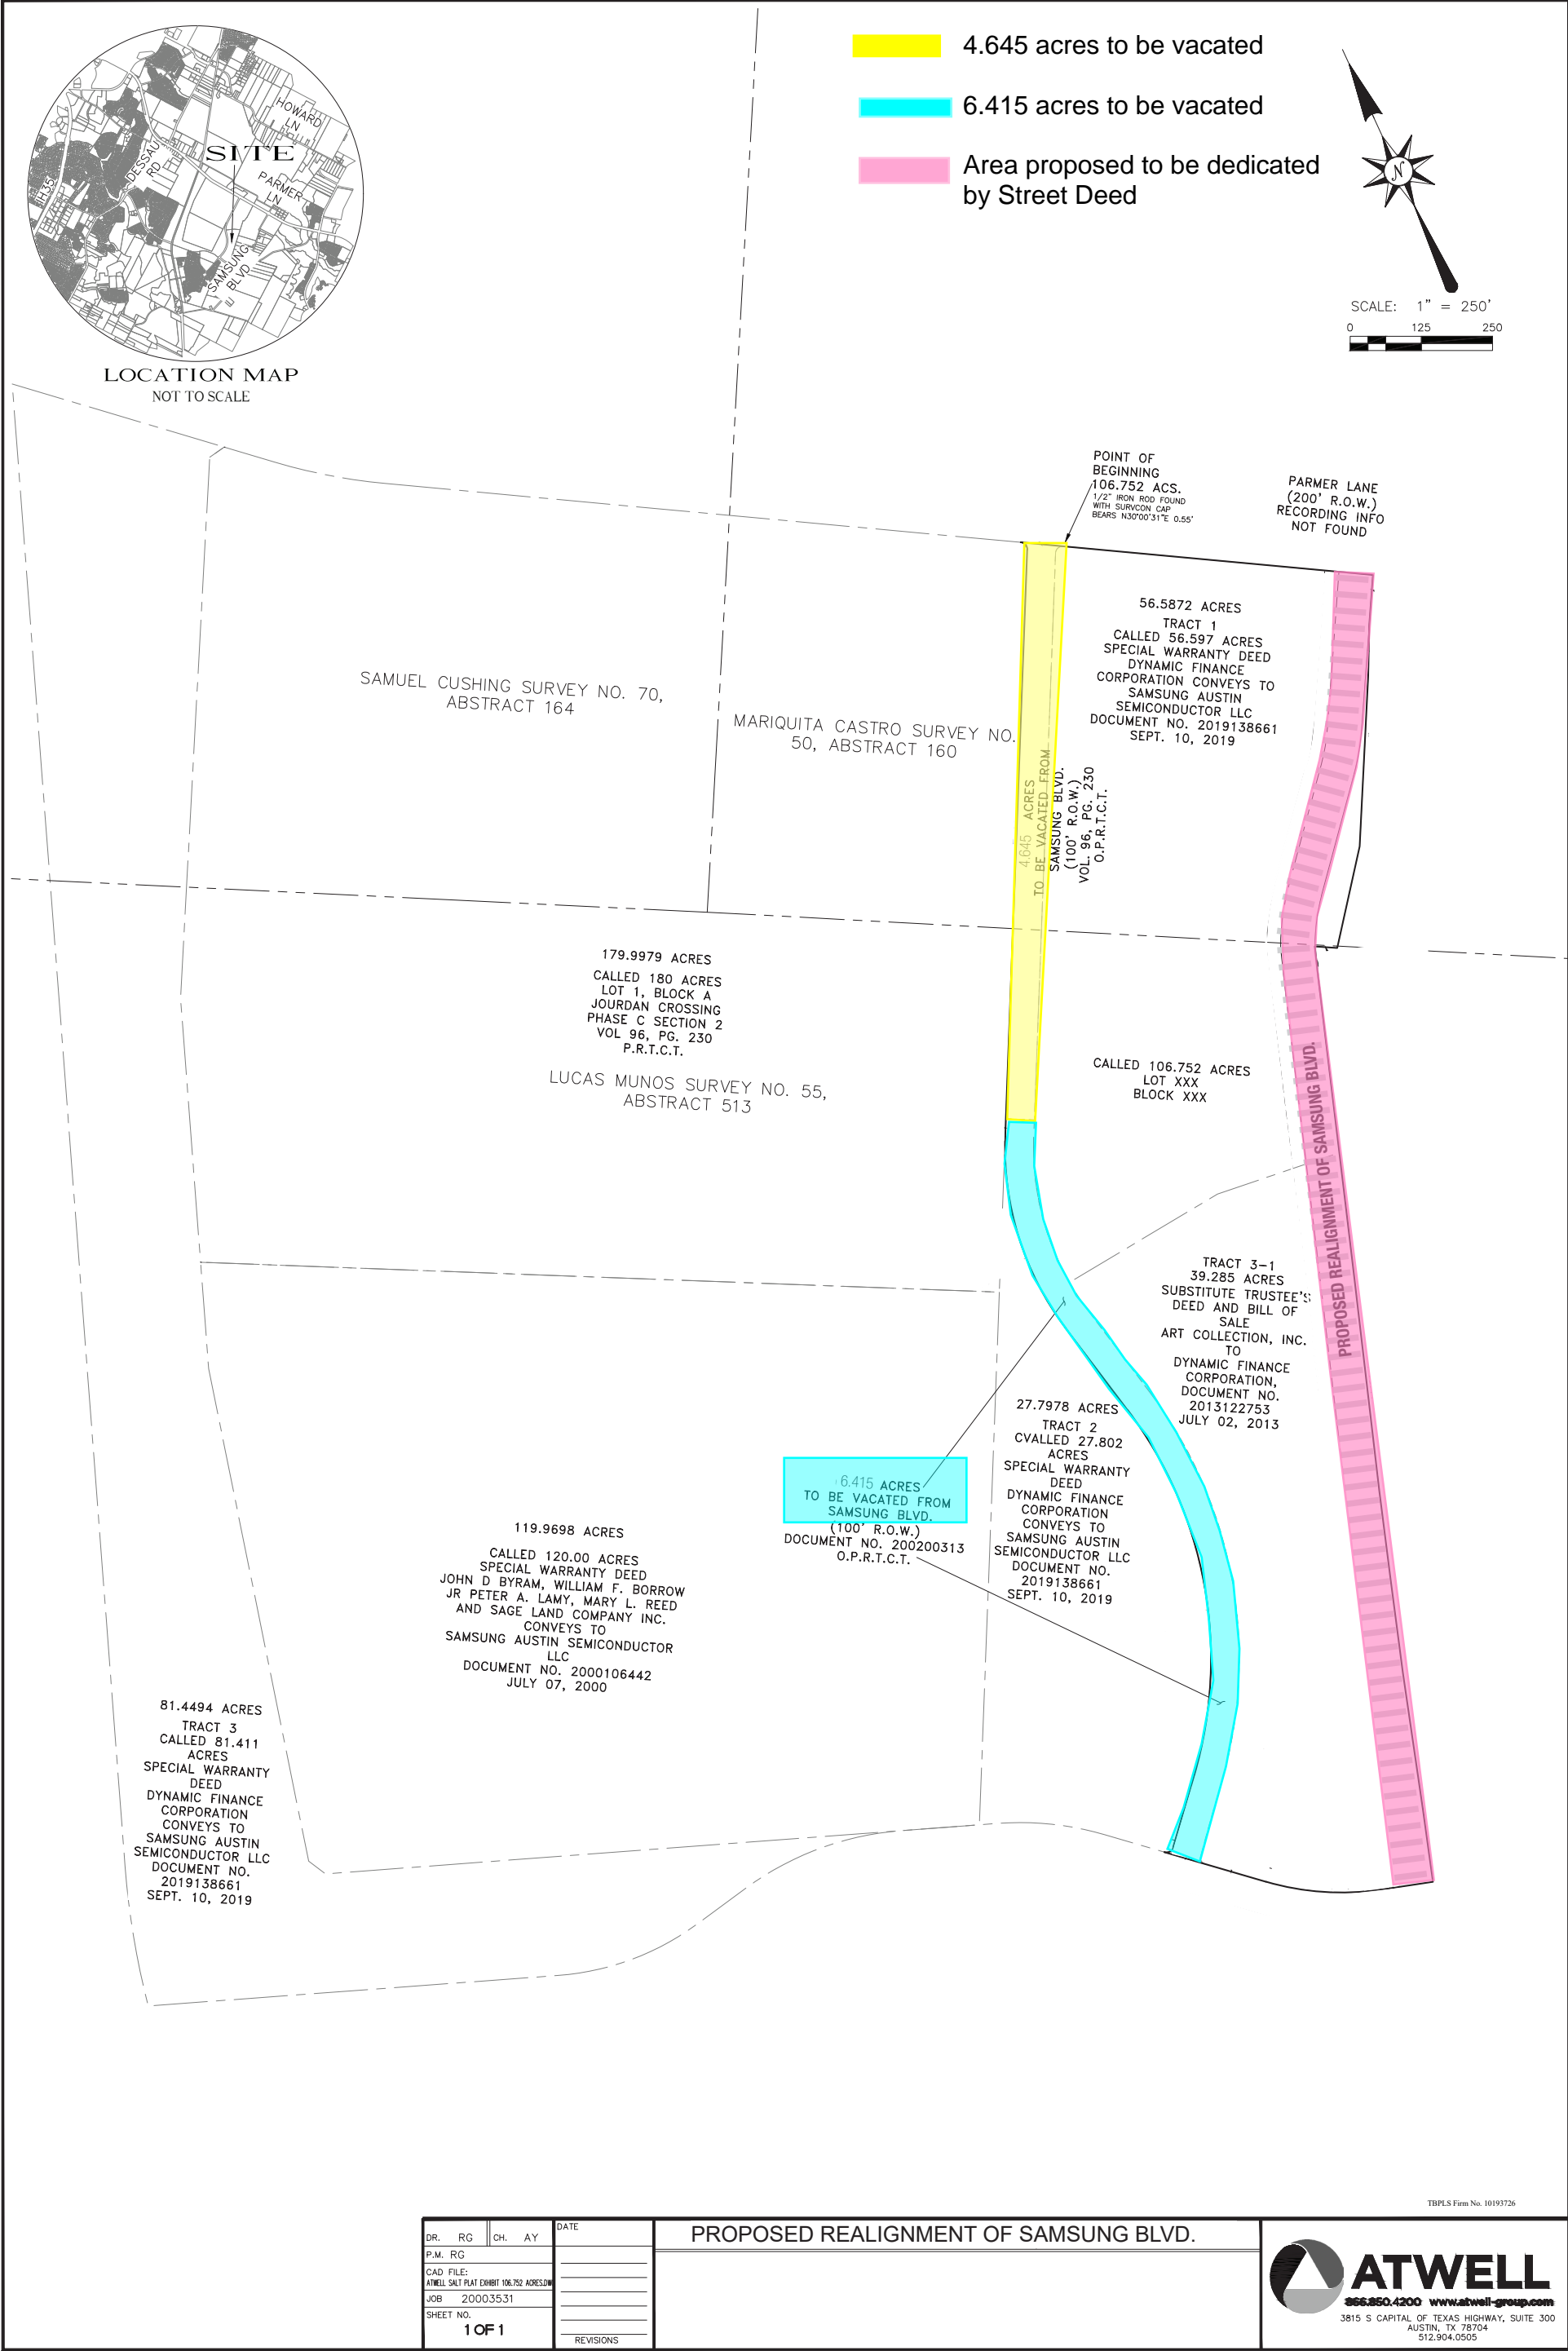 4.645 acres to be vacated
6.415 acres to be vacated
Area proposed to be dedicated
by Street Deed
N
SCALE: 1" = 250'
0 125 250
HOWARD
LN
SITE
DESSAU
RD
PARMER
LN
IH35
SAMSUNG
BLVD
LOCATION MAP
NOT TO SCALE
POINT OF
BEGINNING
106.752 ACS.
1/2" IRON ROD FOUND
WITH SURVCON CAP
BEARS N30°00'31"E 0.55'
PARMER LANE
(200' R.O.W.)
RECORDING INFO
NOT FOUND
56.5872 ACRES
TRACT 1
CALLED 56.597 ACRES
SPECIAL WARRANTY DEED
DYNAMIC FINANCE
CORPORATION CONVEYS TO
SAMSUNG AUSTIN
SEMICONDUCTOR LLC
DOCUMENT NO. 2019138661
SEPT. 10, 2019
SAMUEL CUSHING SURVEY NO. 70,
ABSTRACT 164
MARIQUITA CASTRO SURVEY NO.
50, ABSTRACT 160
4.645 ACRES
TO BE VACATED FROM
SAMSUNG BLVD.
(100' R.O.W.)
VOL. 96, PG. 230
O.P.R.T.C.T.
179.9979 ACRES
CALLED 180 ACRES
LOT 1, BLOCK A
JOURDAN CROSSING
PHASE C SECTION 2
VOL 96, PG. 230
P.R.T.C.T.
LUCAS MUNOS SURVEY NO. 55,
ABSTRACT 513
CALLED 106.752 ACRES
LOT XXX
BLOCK XXX
PROPOSED REALIGNMENT OF SAMSUNG BLVD.
TRACT 3-1
39.285 ACRES
SUBSTITUTE TRUSTEE'S
DEED AND BILL OF
SALE
ART COLLECTION, INC.
TO
DYNAMIC FINANCE
CORPORATION,
DOCUMENT NO.
2013122753
JULY 02, 2013
27.7978 ACRES
TRACT 2
CVALLED 27.802
ACRES
SPECIAL WARRANTY
DEED
DYNAMIC FINANCE
CORPORATION
CONVEYS TO
SAMSUNG AUSTIN
SEMICONDUCTOR LLC
DOCUMENT NO.
2019138661
SEPT. 10, 2019
6.415 ACRES
TO BE VACATED FROM
SAMSUNG BLVD.
(100' R.O.W.)
DOCUMENT NO. 200200313
O.P.R.T.C.T.
119.9698 ACRES
CALLED 120.00 ACRES
SPECIAL WARRANTY DEED
JOHN D BYRAM, WILLIAM F. BORROW
JR PETER A. LAMY, MARY L. REED
AND SAGE LAND COMPANY INC.
CONVEYS TO
SAMSUNG AUSTIN SEMICONDUCTOR
LLC
DOCUMENT NO. 2000106442
JULY 07, 2000
81.4494 ACRES
TRACT 3
CALLED 81.411
ACRES
SPECIAL WARRANTY
DEED
DYNAMIC FINANCE
CORPORATION
CONVEYS TO
SAMSUNG AUSTIN
SEMICONDUCTOR LLC
DOCUMENT NO.
2019138661
SEPT. 10, 2019
TBPLS Firm No. 10193726
DR. RG CH. AY
P.M. RG
CAD FILE:
ATWELL SALT PLAT EXHIBIT 106.752 ACRES.DW
JOB 20003531
SHEET NO.
1 OF 1
DATE
REVISIONS
PROPOSED REALIGNMENT OF SAMSUNG BLVD.
ATWELL
866.850.4200 www.atwell-group.com
3815 S CAPITAL OF TEXAS HIGHWAY, SUITE 300
AUSTIN, TX 78704
512.904.0505